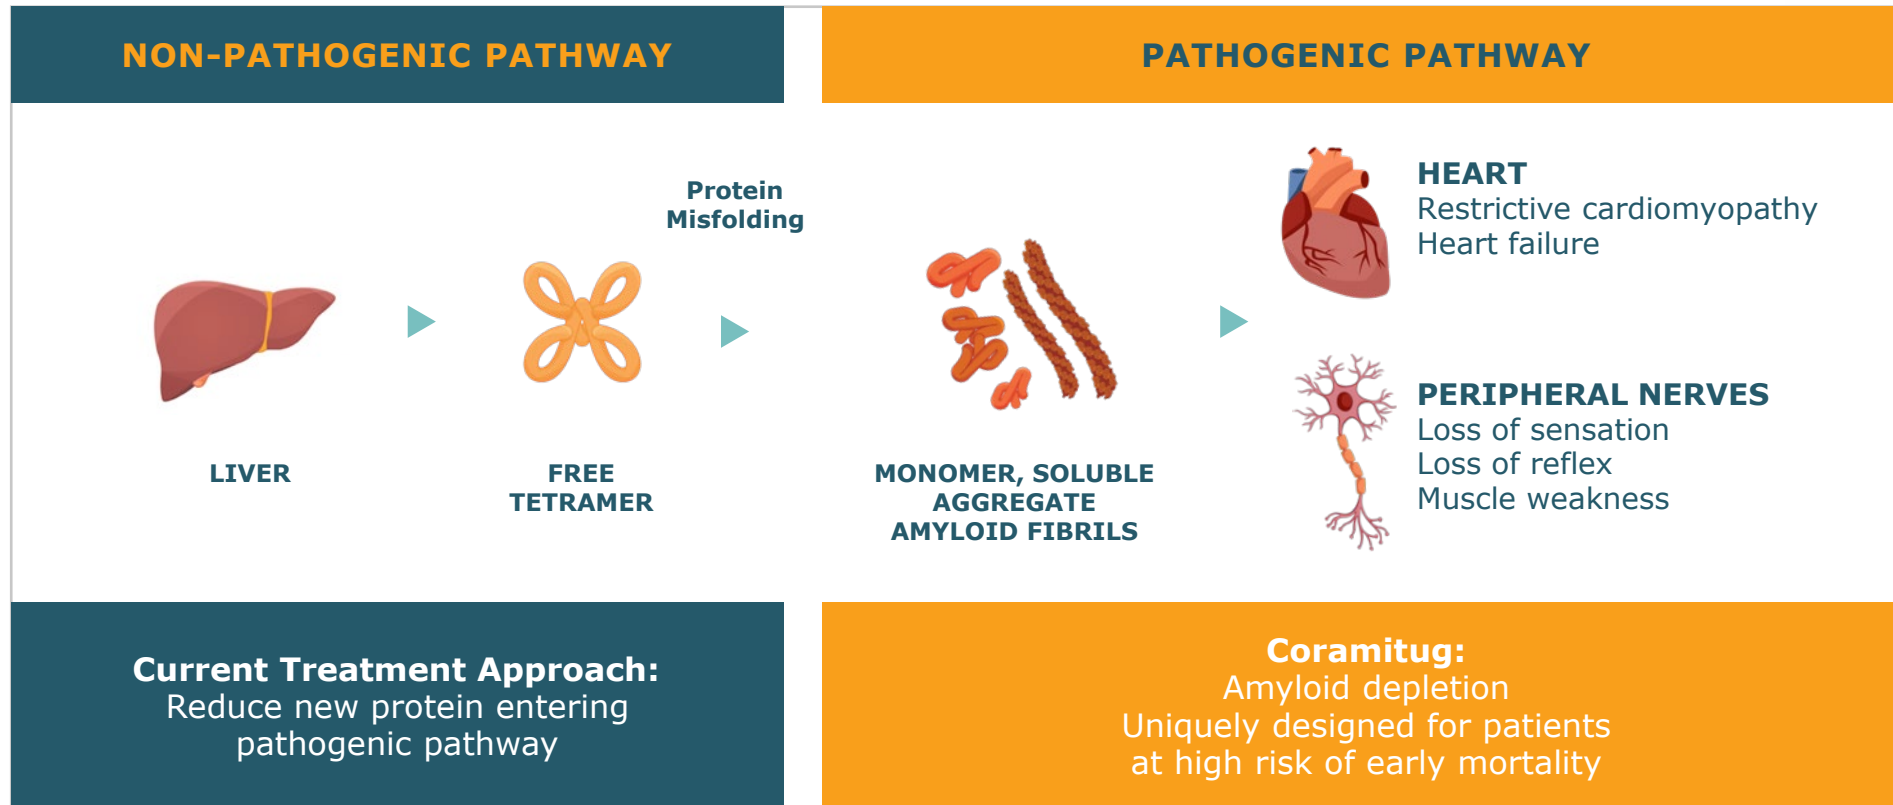 NON-PATHOGENIC PATHWAY
PATHOGENIC PATHWAY
Protein
Misfolding
LIVER
FREE
TETRAMER
MONOMER, SOLUBLE
AGGREGATE
AMYLOID FIBRILS
HEART
Restrictive cardiomyopathy
Heart failure
PERIPHERAL NERVES
Loss of sensation
Loss of reflex
Muscle weakness
Current Treatment Approach:
Reduce new protein entering
pathogenic pathway
Coramitug:
Amyloid depletion
Uniquely designed for patients
at high risk of early mortality